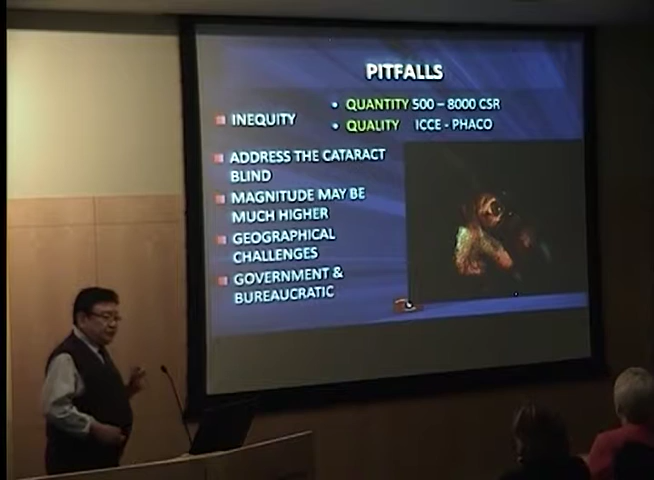 PITFALLS
INEQUITY
• QUANTITY 500 – 8000 CSR
• QUALITY ICCE - PHACO
ADDRESS THE CATARACT
BLIND
MAGNITUDE MAY BE
MUCH HIGHER
GEOGRAPHICAL
CHALLENGES
GOVERNMENT &
BUREAUCRATIC